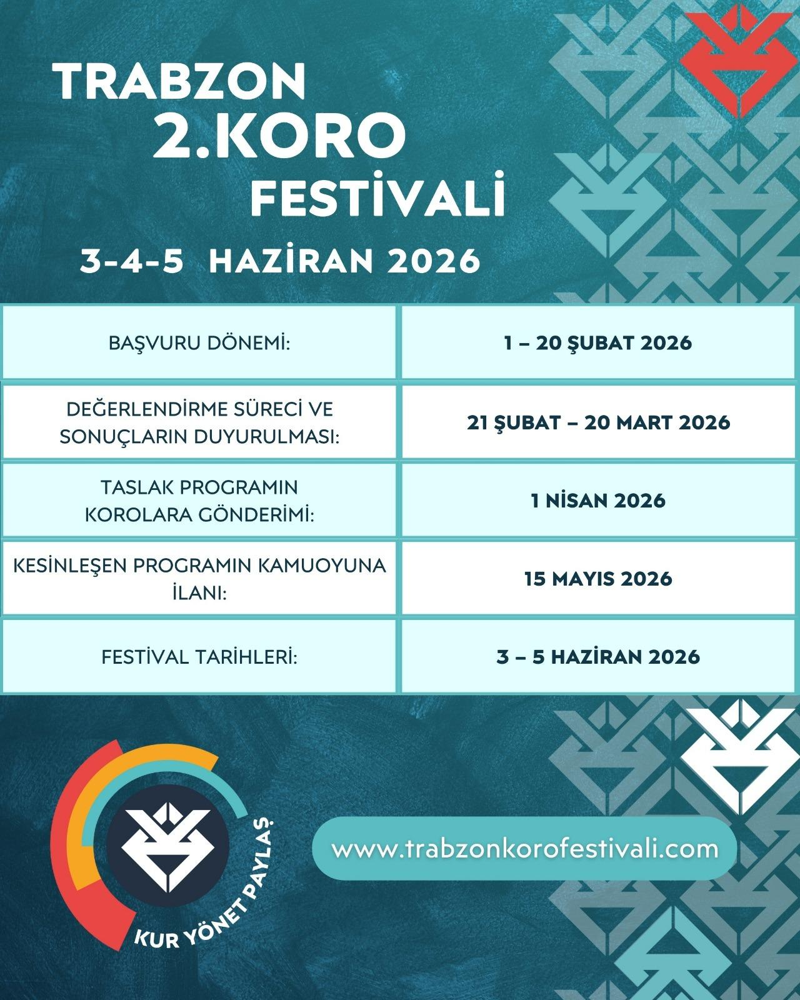 TRABZON
2.KORO
FESTİVALİ
3-4-5 HAZİRAN 2026
BAŞVURU DÖNEMİ:
1 – 20 ŞUBAT 2026
DEĞERLENDİRME SÜRECİ VE
SONUÇLARIN DUYURULMASI:
21 ŞUBAT – 20 MART 2026
TASLAK PROGRAMIN
KOROLARA GÖNDERİMİ:
1 NİSAN 2026
KESİNLEŞEN PROGRAMIN KAMUOYUNA
İLANI:
15 MAYIS 2026
FESTİVAL TARİHLERİ:
3 – 5 HAZİRAN 2026
KUR YÖNET PAYLAŞ
www.trabzonkorofestivali.com